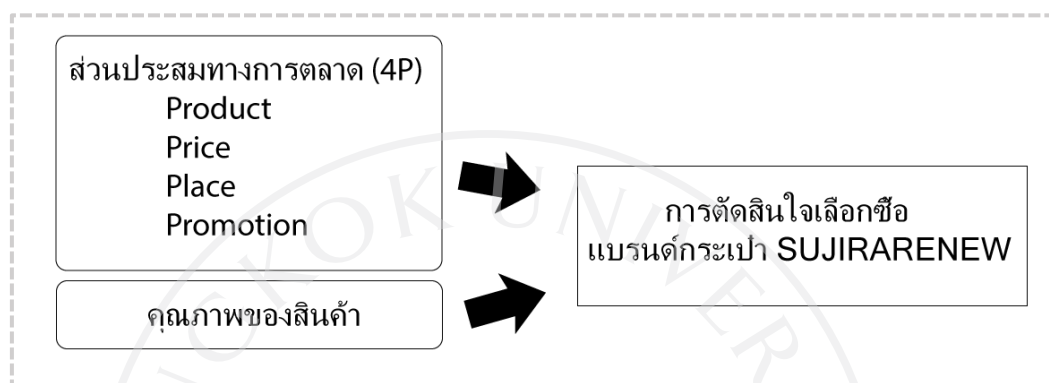 ส่วนประสมทางการตลาด (4P)
Product
Price
Place
Promotion
คุณภาพของสินค้า
การตัดสินใจเลือกซื้อ
แบรนด์กระเป๋า SUJIRARENEW
KOK UNIVER